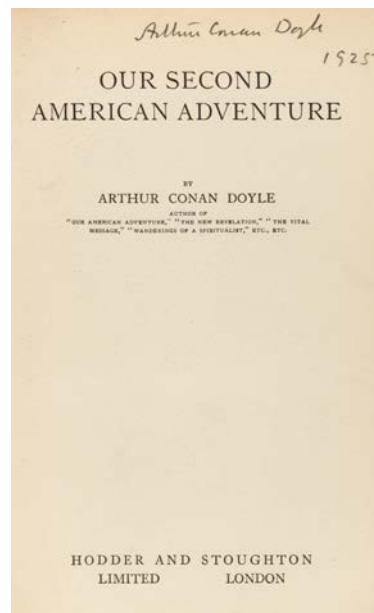 Arthur Conan Doyle
1925
OUR SECOND
AMERICAN ADVENTURE
BY
ARTHUR CONAN DOYLE
AUTHOR OF
"OUR AMERICAN ADVENTURE," "THE NEW REVELATION," "THE VITAL
MESSAGE," "WANDERINGS OF A SPIRITUALIST," ETC., ETC.
HODDER AND STOUGHTON
LIMITED LONDON